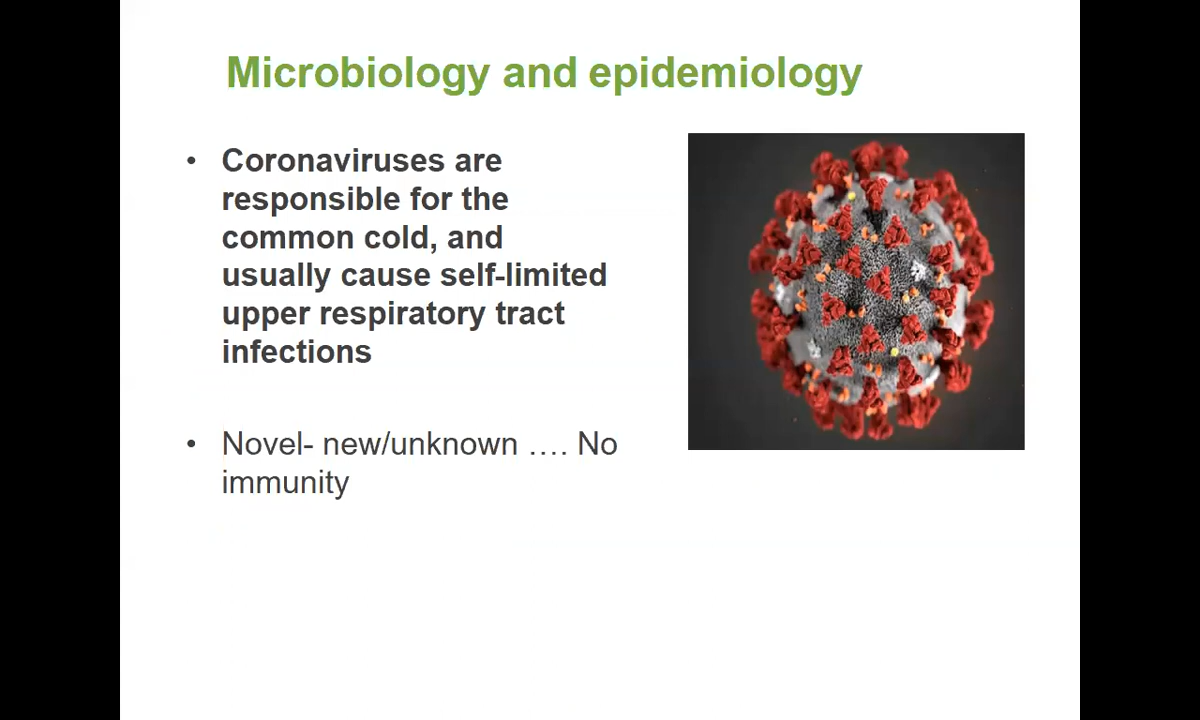 Microbiology and epidemiology
• Coronaviruses are
responsible for the
common cold, and
usually cause self-limited
upper respiratory tract
infections
• Novel- new/unknown …. No
immunity